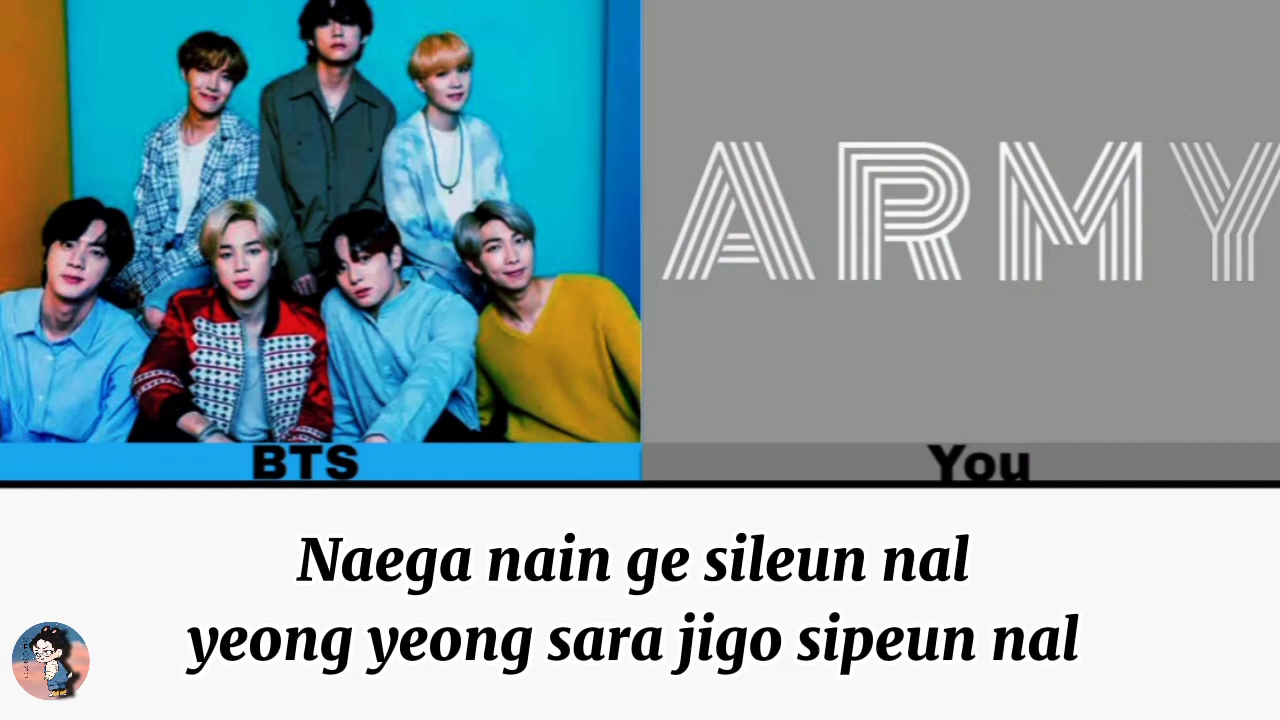 ARMY
BTS
You
Naega nain ge sileun nal
yeong yeong sara jigo sipeun nal